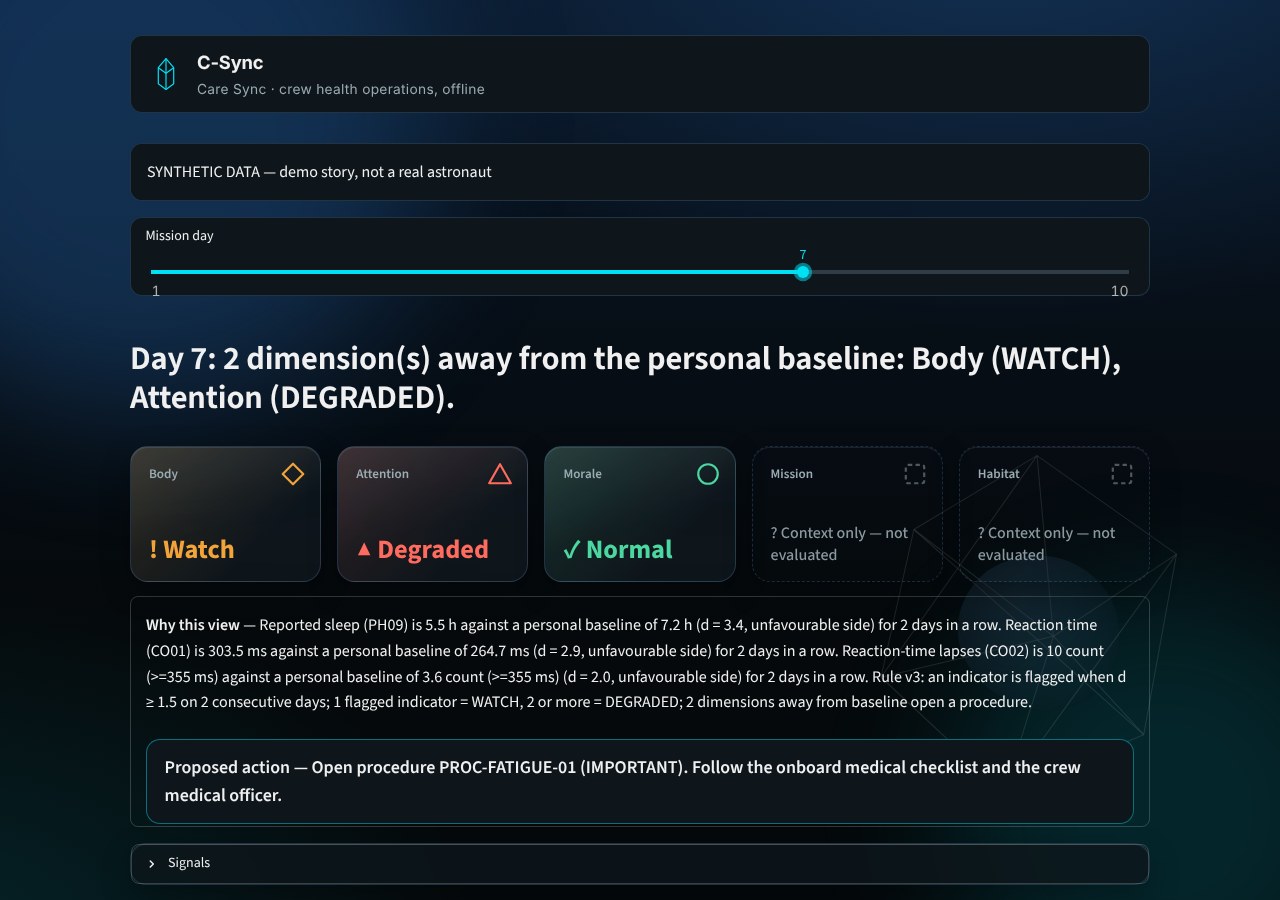 C-Sync
Care Sync · crew health operations, offline
SYNTHETIC DATA — demo story, not a real astronaut
Mission day
7
1
10
Day 7: 2 dimension(s) away from the personal baseline: Body (WATCH),
Attention (DEGRADED).
Body
! Watch
Attention
▲ Degraded
Morale
✓ Normal
Mission
? Context only — not
evaluated
Habitat
? Context only — not
evaluated
Why this view — Reported sleep (PH09) is 5.5 h against a personal baseline of 7.2 h (d = 3.4, unfavourable side) for 2 days in a row. Reaction time
(CO01) is 303.5 ms against a personal baseline of 264.7 ms (d = 2.9, unfavourable side) for 2 days in a row. Reaction-time lapses (CO02) is 10 count
(>=355 ms) against a personal baseline of 3.6 count (>=355 ms) (d = 2.0, unfavourable side) for 2 days in a row. Rule v3: an indicator is flagged when d
≥ 1.5 on 2 consecutive days; 1 flagged indicator = WATCH, 2 or more = DEGRADED; 2 dimensions away from baseline open a procedure.
Proposed action — Open procedure PROC-FATIGUE-01 (IMPORTANT). Follow the onboard medical checklist and the crew
medical officer.
Signals